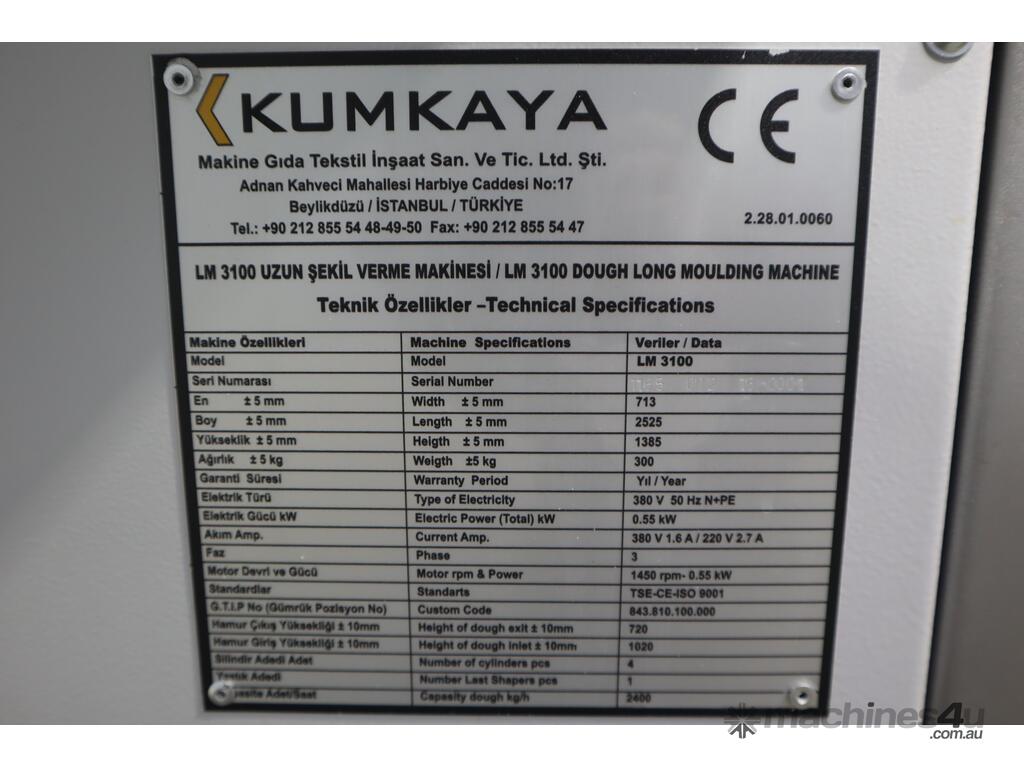 KUMKAYA
CE
Makine Gıda Tekstil İnşaat San. Ve Tic. Ltd. Şti.
Adnan Kahveci Mahallesi Harbiye Caddesi No:17
Beylikdüzü / İSTANBUL / TÜRKİYE
Tel.: +90 212 855 54 48-49-50 Fax: +90 212 855 54 47
2.28.01.0060
LM 3100 UZUN ŞEKİL VERME MAKİNESİ / LM 3100 DOUGH LONG MOULDING MACHINE
Teknik Özellikler –Technical Specifications
Makine Özellikleri Machine Specifications Veriler / Data
Model Model LM 3100
Seri Numarası Serial Number
En ± 5 mm Width ± 5 mm 713
Boy ± 5 mm Length ± 5 mm 2525
Yükseklik ± 5 mm Heigth ± 5 mm 1385
Ağırlık ± 5 kg Weigth ±5 kg 300
Garanti Süresi Warranty Period Yıl / Year
Elektrik Türü Type of Electricity 380 V 50 Hz N+PE
Elektrik Gücü kW Electric Power (Total) kW 0.55 kW
Akım Amp. Current Amp. 380 V 1.6 A / 220 V 2.7 A
Faz Phase 3
Motor Devri ve Gücü Motor rpm & Power 1450 rpm- 0.55 kW
Standardlar Standarts TSE-CE-ISO 9001
G.T.I.P No (Gümrük Pozisyon No) Custom Code 843.810.100.000
Hamur Çıkış Yüksekliği ± 10mm Height of dough exit ± 10mm 720
Hamur Giriş Yüksekliği ± 10mm Height of dough inlet ± 10mm 1020
Silindir Adedi Adet Number of cylinders pcs 4
Yastık Adedi Number Last Shapers pcs 1
Adet/Saat Capasity dough kg/h 2400
machines4u
.com.au